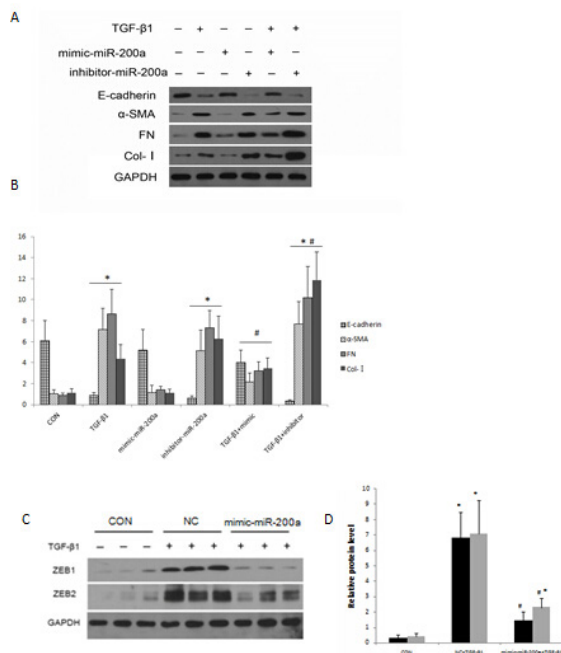 A
TGF-β1 − + − − + +
mimic-miR-200a − − + − + −
inhibitor-miR-200a − − − + − +
E-cadherin
α-SMA
FN
Col-Ⅰ
GAPDH
B
16
14
12
10
8
6
4
2
0
*
*
#
* #
E-cadherin
α-SMA
FN
Col-Ⅰ
CON
TGF-β1
mimic-miR-200a
inhibitor-miR-200a
TGF-β1+mimic
TGF-β1+inhibitor
C
CON NC mimic-miR-200a
TGF-β1 − − − + + + + + +
ZEB1
ZEB2
GAPDH
D
Relative protein level
10
9
8
7
6
5
4
3
2
1
0
* *
# #*
CON